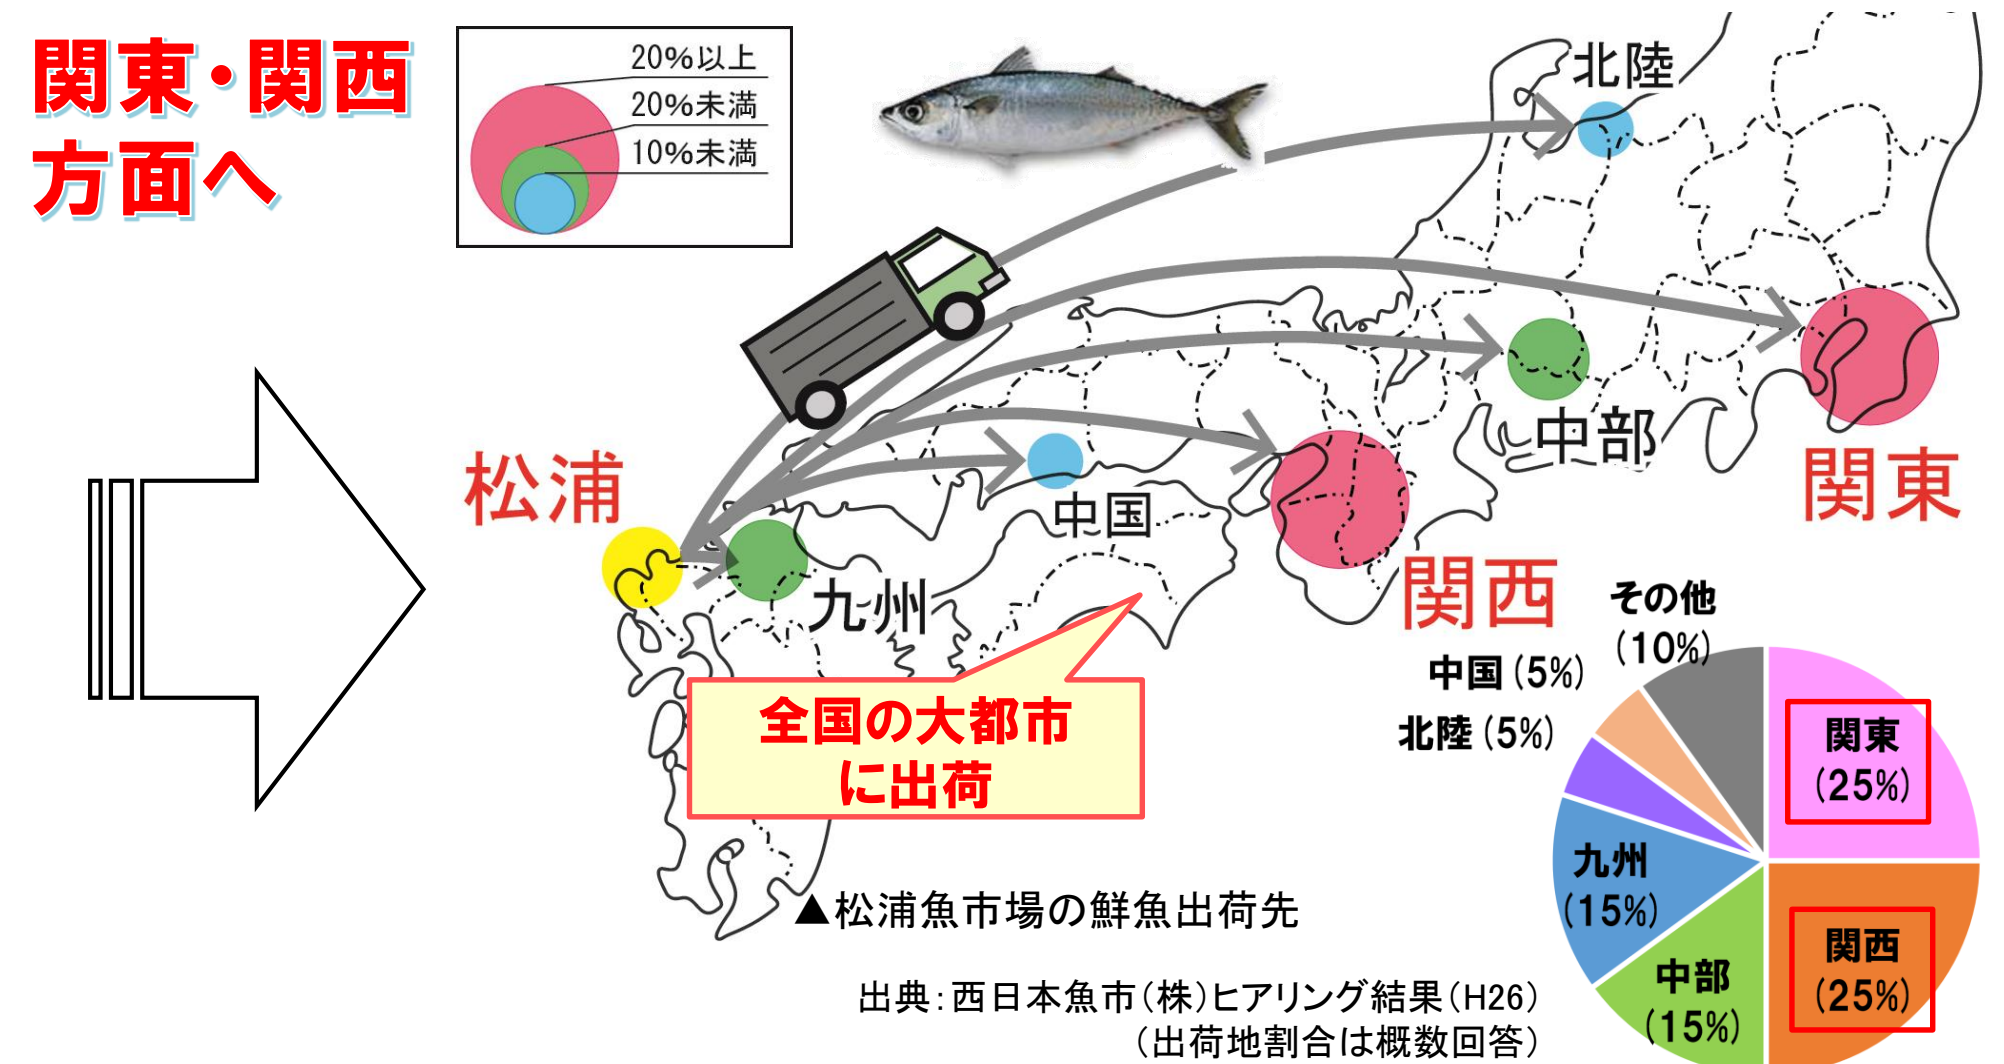 関東・関西
方面へ
20%以上
20%未満
10%未満
北陸
松浦
九州
中国
中部
関東
関西
全国の大都市
に出荷
その他
(10%)
中国(5%)
北陸(5%)
関東
(25%)
九州
(15%)
関西
(25%)
中部
(15%)
▲松浦魚市場の鮮魚出荷先
出典:西日本魚市(株)ヒアリング結果(H26)
(出荷地割合は概数回答)